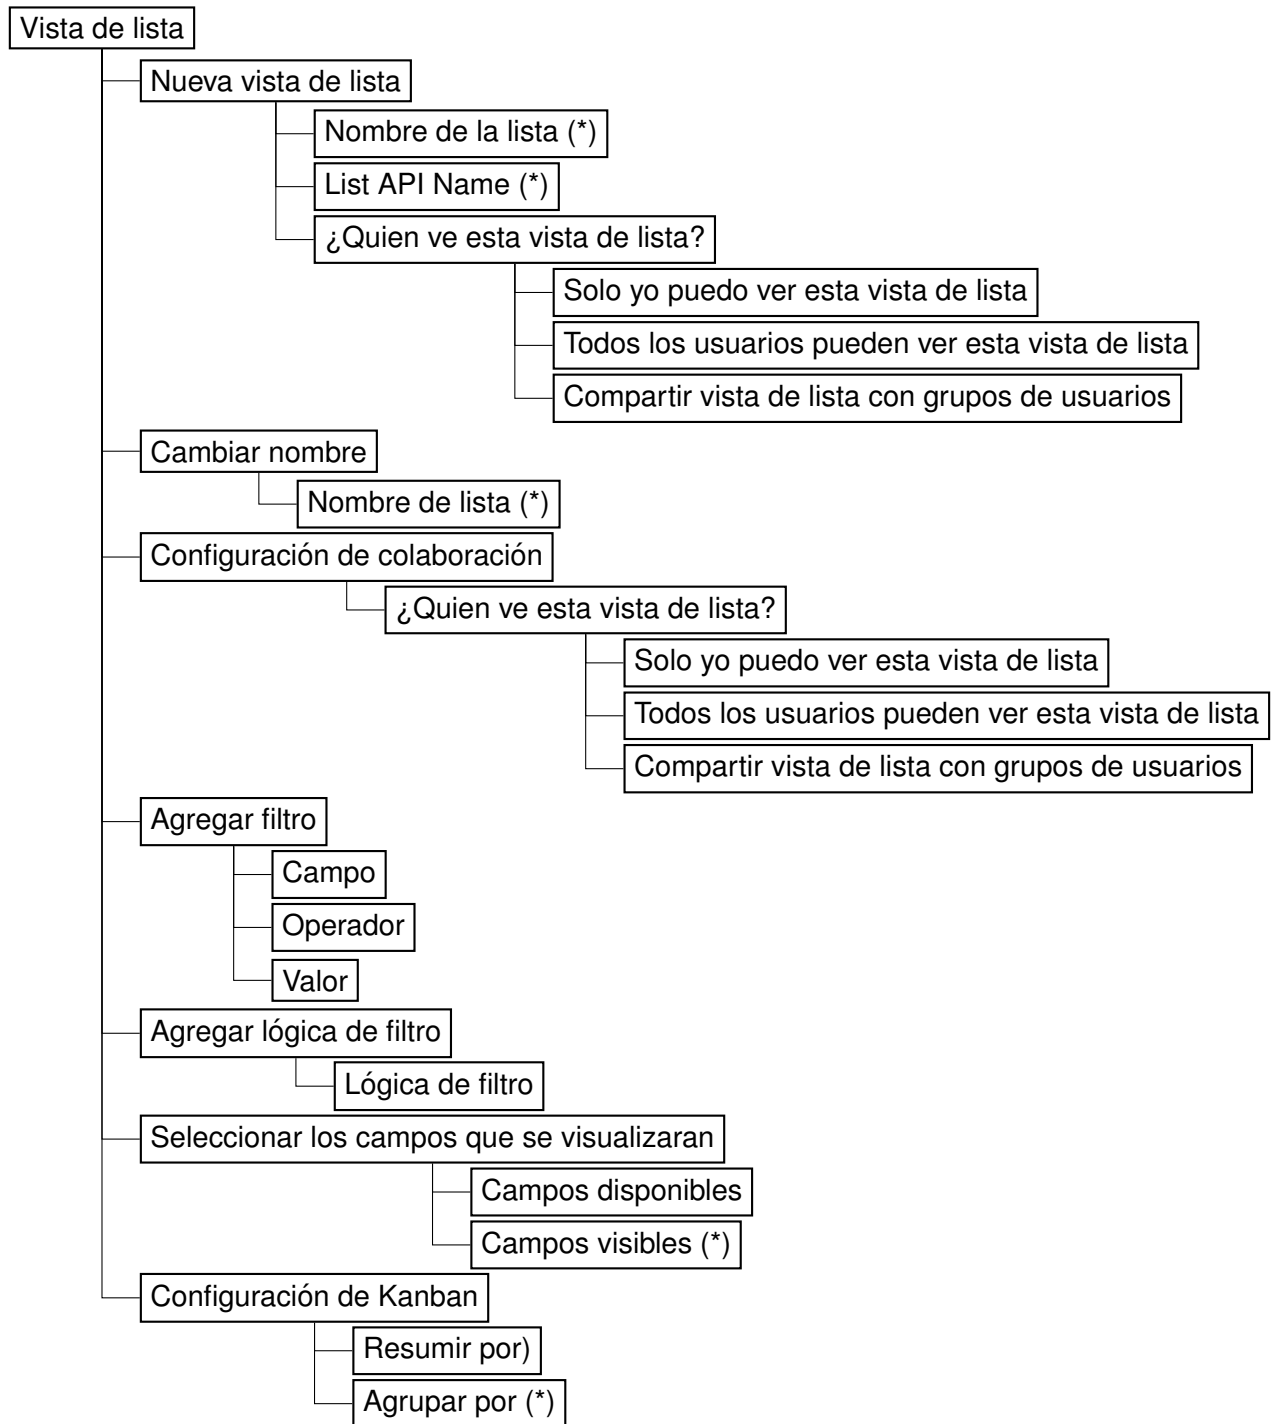 Vista de lista
Nueva vista de lista
Nombre de la lista (*)
List API Name (*)
¿Quien ve esta vista de lista?
Solo yo puedo ver esta vista de lista
Todos los usuarios pueden ver esta vista de lista
Compartir vista de lista con grupos de usuarios
Cambiar nombre
Nombre de lista (*)
Configuración de colaboración
¿Quien ve esta vista de lista?
Solo yo puedo ver esta vista de lista
Todos los usuarios pueden ver esta vista de lista
Compartir vista de lista con grupos de usuarios
Agregar filtro
Campo
Operador
Valor
Agregar lógica de filtro
Lógica de filtro
Seleccionar los campos que se visualizaran
Campos disponibles
Campos visibles (*)
Configuración de Kanban
Resumir por)
Agrupar por (*)